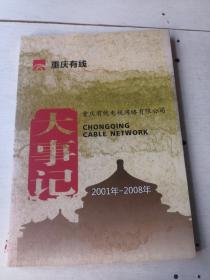 重庆有线
重庆有线电视网络有限公司
CHONGQING
CABLE NETWORK
大事记
2001年-2008年